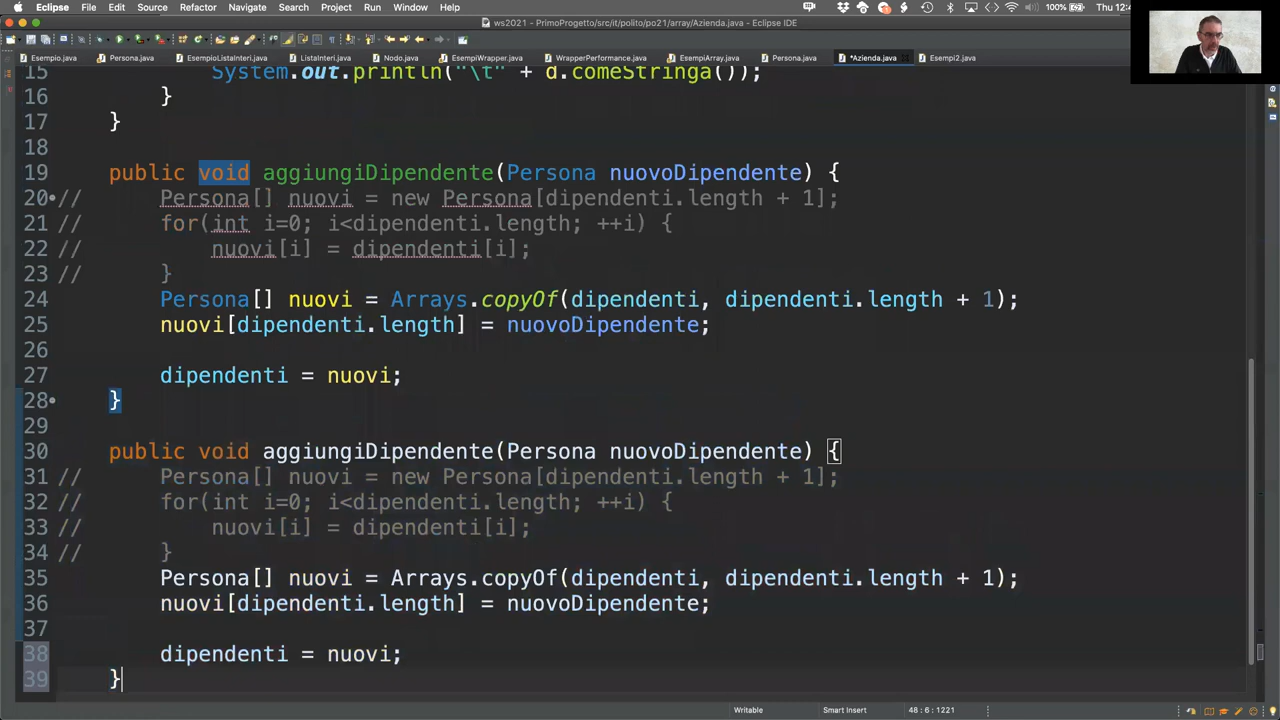 Eclipse File Edit Source Refactor Navigate Search Project Run Window Help 100% Thu 12:4
ws2021 - PrimoProgetto/src/it/polito/po21/array/Azienda.java - Eclipse IDE
Esempio.java Persona.java EsempioListaInteri.java ListaInteri.java Nodo.java EsempiWrapper.java WrapperPerformance.java EsempiArray.java Persona.java *Azienda.java Esempi2.java
15 System.out.println("\t" + d.comeStringa());
16 }
17 }
18
19 public void aggiungiDipendente(Persona nuovoDipendente) {
20 // Persona[] nuovi = new Persona[dipendenti.length + 1];
21 // for(int i=0; i<dipendenti.length; ++i) {
22 // nuovi[i] = dipendenti[i];
23 // }
24 Persona[] nuovi = Arrays.copyOf(dipendenti, dipendenti.length + 1);
25 nuovi[dipendenti.length] = nuovoDipendente;
26
27 dipendenti = nuovi;
28 }
29
30 public void aggiungiDipendente(Persona nuovoDipendente) {
31 // Persona[] nuovi = new Persona[dipendenti.length + 1];
32 // for(int i=0; i<dipendenti.length; ++i) {
33 // nuovi[i] = dipendenti[i];
34 // }
35 Persona[] nuovi = Arrays.copyOf(dipendenti, dipendenti.length + 1);
36 nuovi[dipendenti.length] = nuovoDipendente;
37
38 dipendenti = nuovi;
39 }
Writable Smart Insert 48 : 6 : 1221